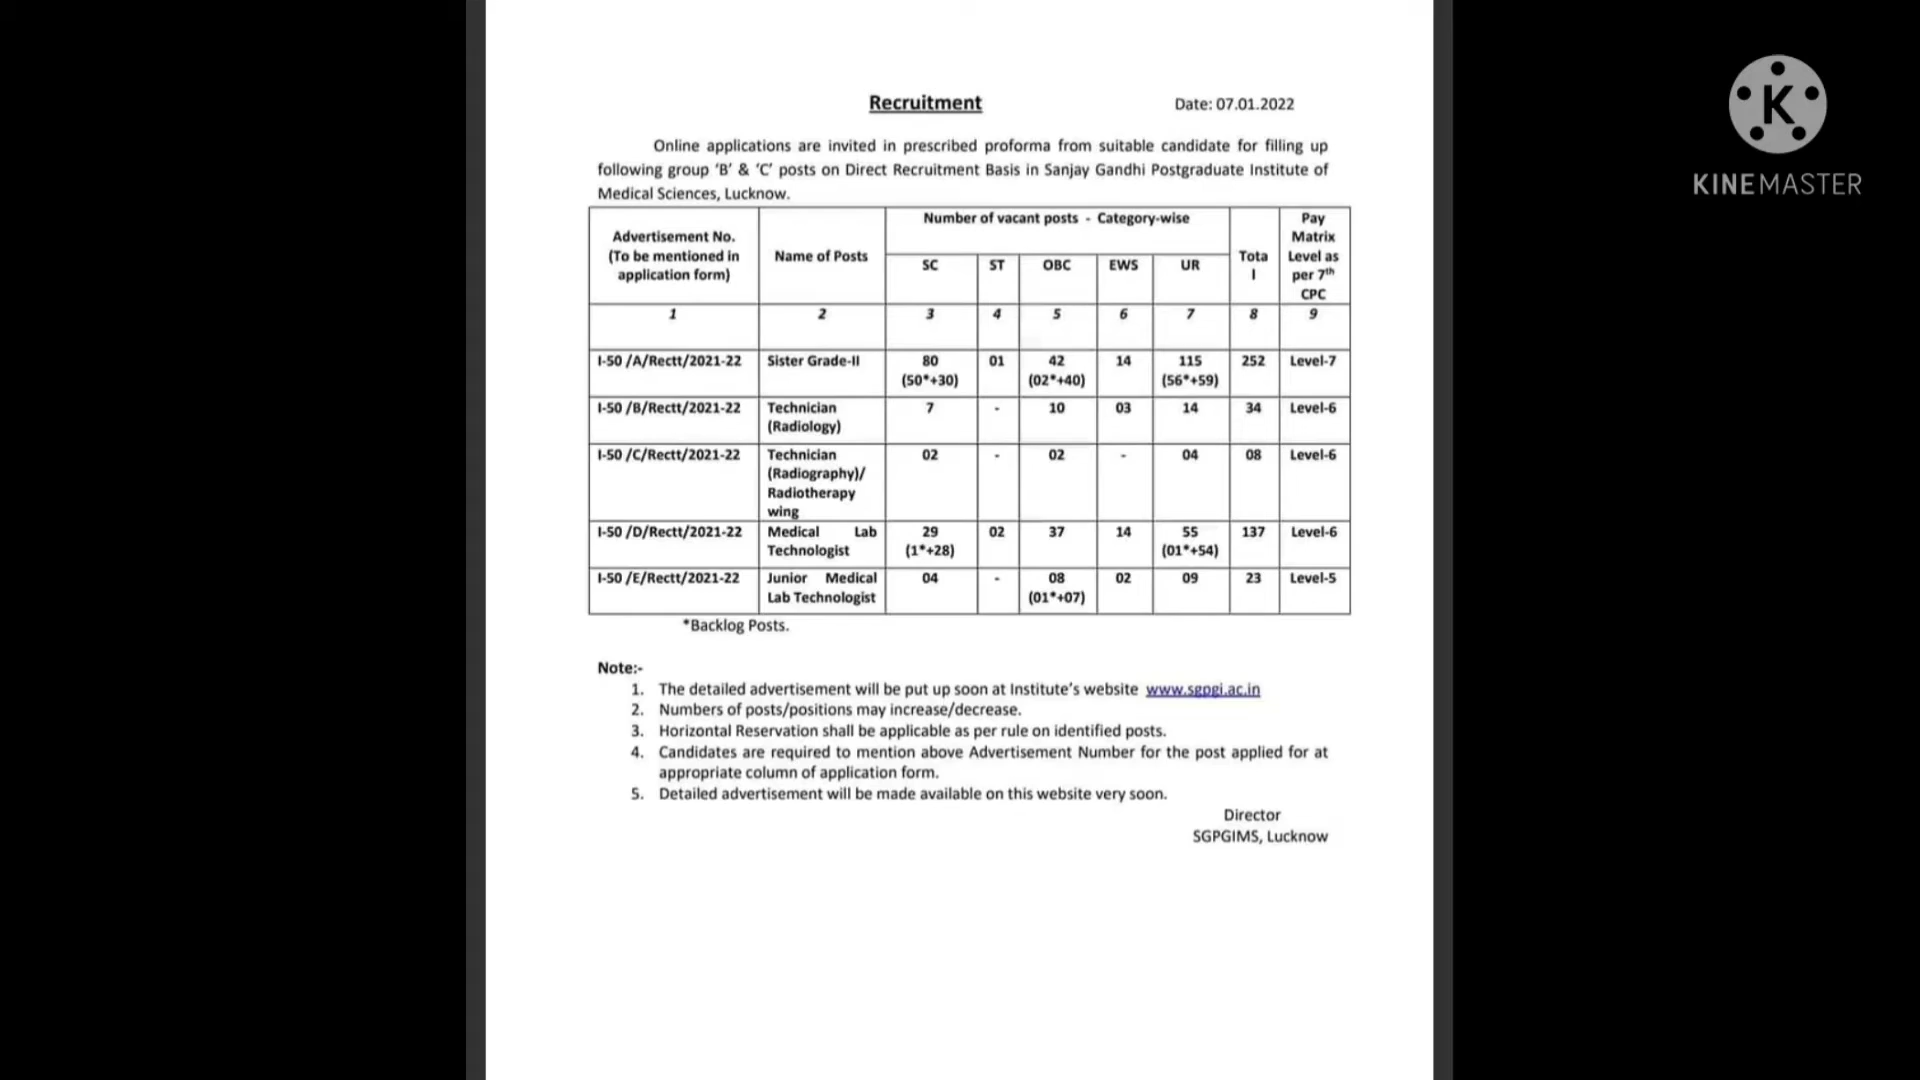 Recruitment Date: 07.01.2022
Online applications are invited in prescribed proforma from suitable candidate for filling up
following group ‘B’ & ‘C’ posts on Direct Recruitment Basis in Sanjay Gandhi Postgraduate Institute of
Medical Sciences, Lucknow.
Advertisement No. (To be mentioned in application form) Name of Posts Number of vacant posts - Category-wise Total Pay Matrix Level as per 7th CPC
SC ST OBC EWS UR
1 2 3 4 5 6 7 8 9
I-50 /A/Rectt/2021-22 Sister Grade-II 80 01 42 14 115 252 Level-7
(50*+30) (02*+40) (56*+59)
I-50 /B/Rectt/2021-22 Technician 7 - 10 03 14 34 Level-6
(Radiology)
I-50 /C/Rectt/2021-22 Technician 02 - 02 - 04 08 Level-6
(Radiography)/
Radiotherapy
wing
I-50 /D/Rectt/2021-22 Medical Lab 29 02 37 14 55 137 Level-6
Technologist (1*+28) (01*+54)
I-50 /E/Rectt/2021-22 Junior Medical 04 - 08 02 09 23 Level-5
Lab Technologist (01*+07)
*Backlog Posts.
Note:-
1. The detailed advertisement will be put up soon at Institute’s website www.sgpgi.ac.in
2. Numbers of posts/positions may increase/decrease.
3. Horizontal Reservation shall be applicable as per rule on identified posts.
4. Candidates are required to mention above Advertisement Number for the post applied for at
appropriate column of application form.
5. Detailed advertisement will be made available on this website very soon.
Director
SGPGIMS, Lucknow
K
KINEMASTER